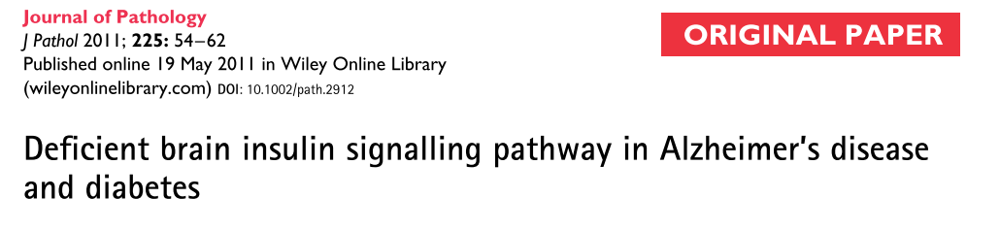 Journal of Pathology
J Pathol 2011; 225: 54–62
Published online 19 May 2011 in Wiley Online Library
(wileyonlinelibrary.com) DOI: 10.1002/path.2912
ORIGINAL PAPER
Deficient brain insulin signalling pathway in Alzheimer’s disease
and diabetes